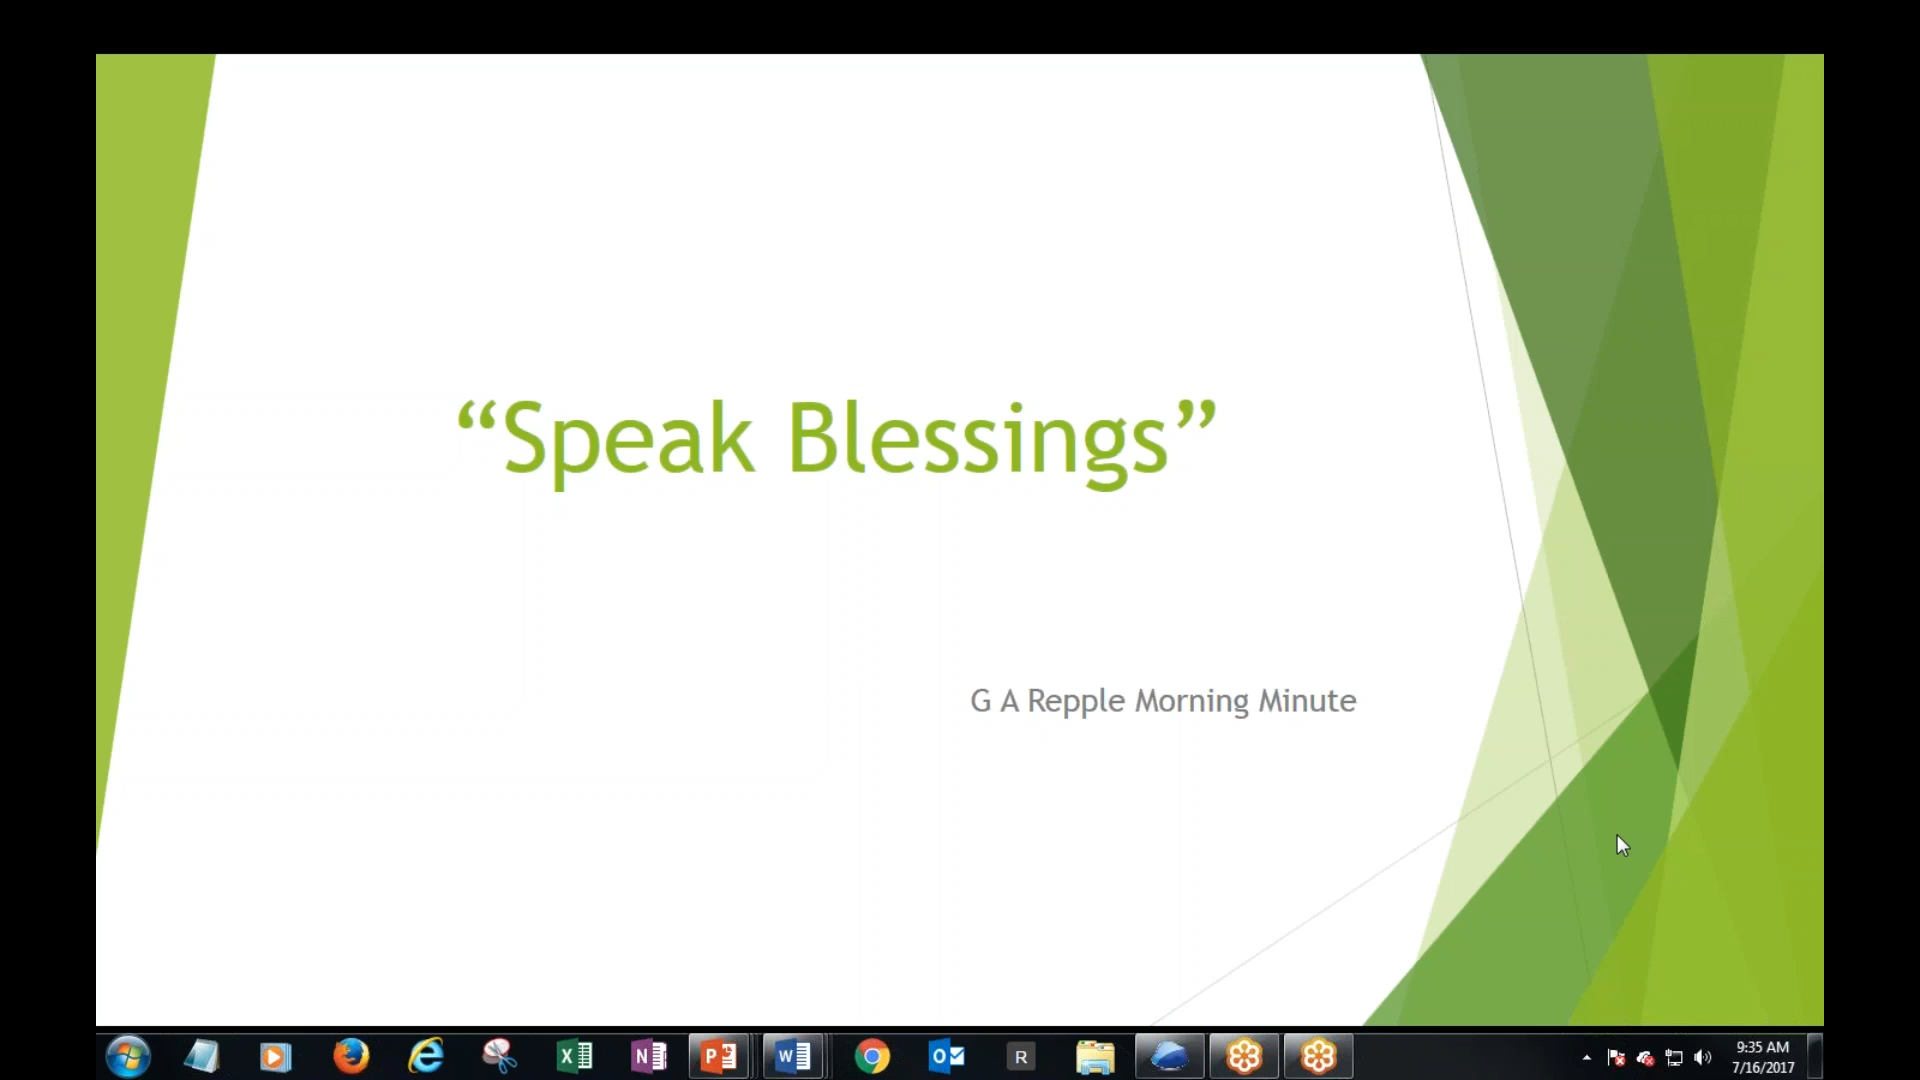 “Speak Blessings”
G A Repple Morning Minute
9:35 AM
7/16/2017